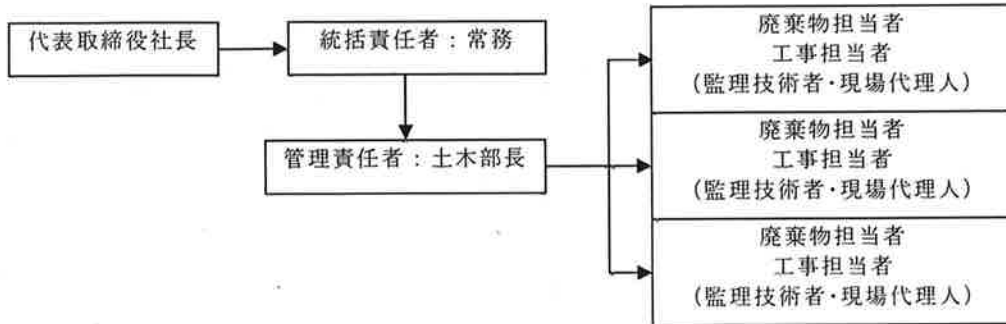 代表取締役社長
統括責任者：常務
管理責任者：土木部長
廃棄物担当者
工事担当者
(監理技術者・現場代理人)
廃棄物担当者
工事担当者
(監理技術者・現場代理人)
廃棄物担当者
工事担当者
(監理技術者・現場代理人)